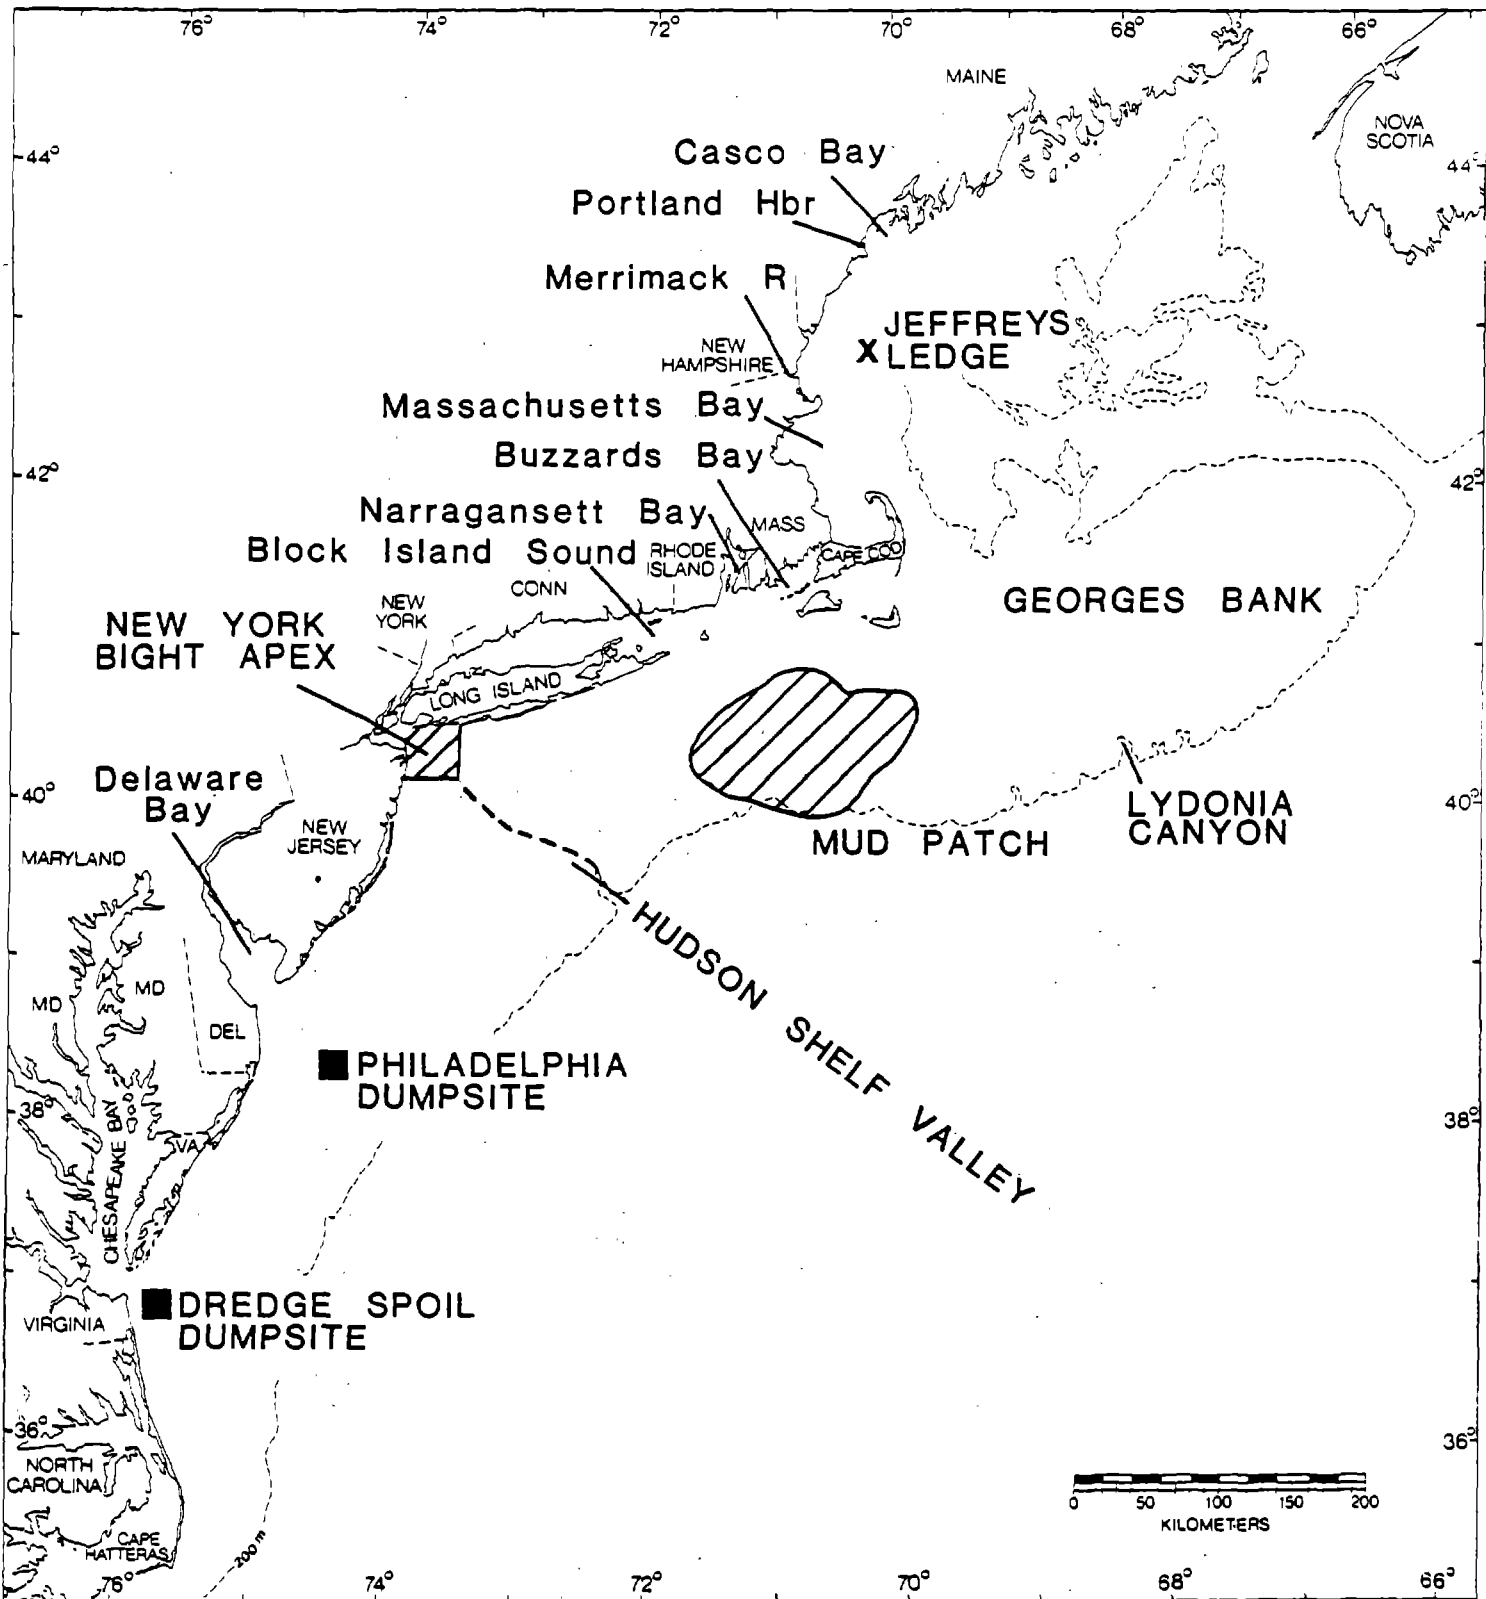 76° 74° 72° 70° 68° 66°
MAINE
NOVA
SCOTIA
44°
44°
Casco Bay
Portland Hbr
Merrimack R
JEFFREYS
X LEDGE
NEW
HAMPSHIRE
Massachusetts Bay
Buzzards Bay
42°
42°
Narragansett Bay
MASS
Block Island Sound
RHODE
ISLAND
CAPE COD
CONN
NEW
YORK
GEORGES BANK
NEW YORK
BIGHT APEX
LONG ISLAND
Delaware
Bay
40°
40°
LYDONIA
CANYON
MUD PATCH
NEW
JERSEY
MARYLAND
HUDSON SHELF VALLEY
MD
MD
DEL
PHILADELPHIA
DUMPSITE
38°
38°
CHESAPEAKE BAY
VA
DREDGE SPOIL
DUMPSITE
VIRGINIA
36°
36°
NORTH
CAROLINA
0 50 100 150 200
KILOMETERS
CAPE
HATTERAS
200 m
76° 74° 72° 70° 68° 66°